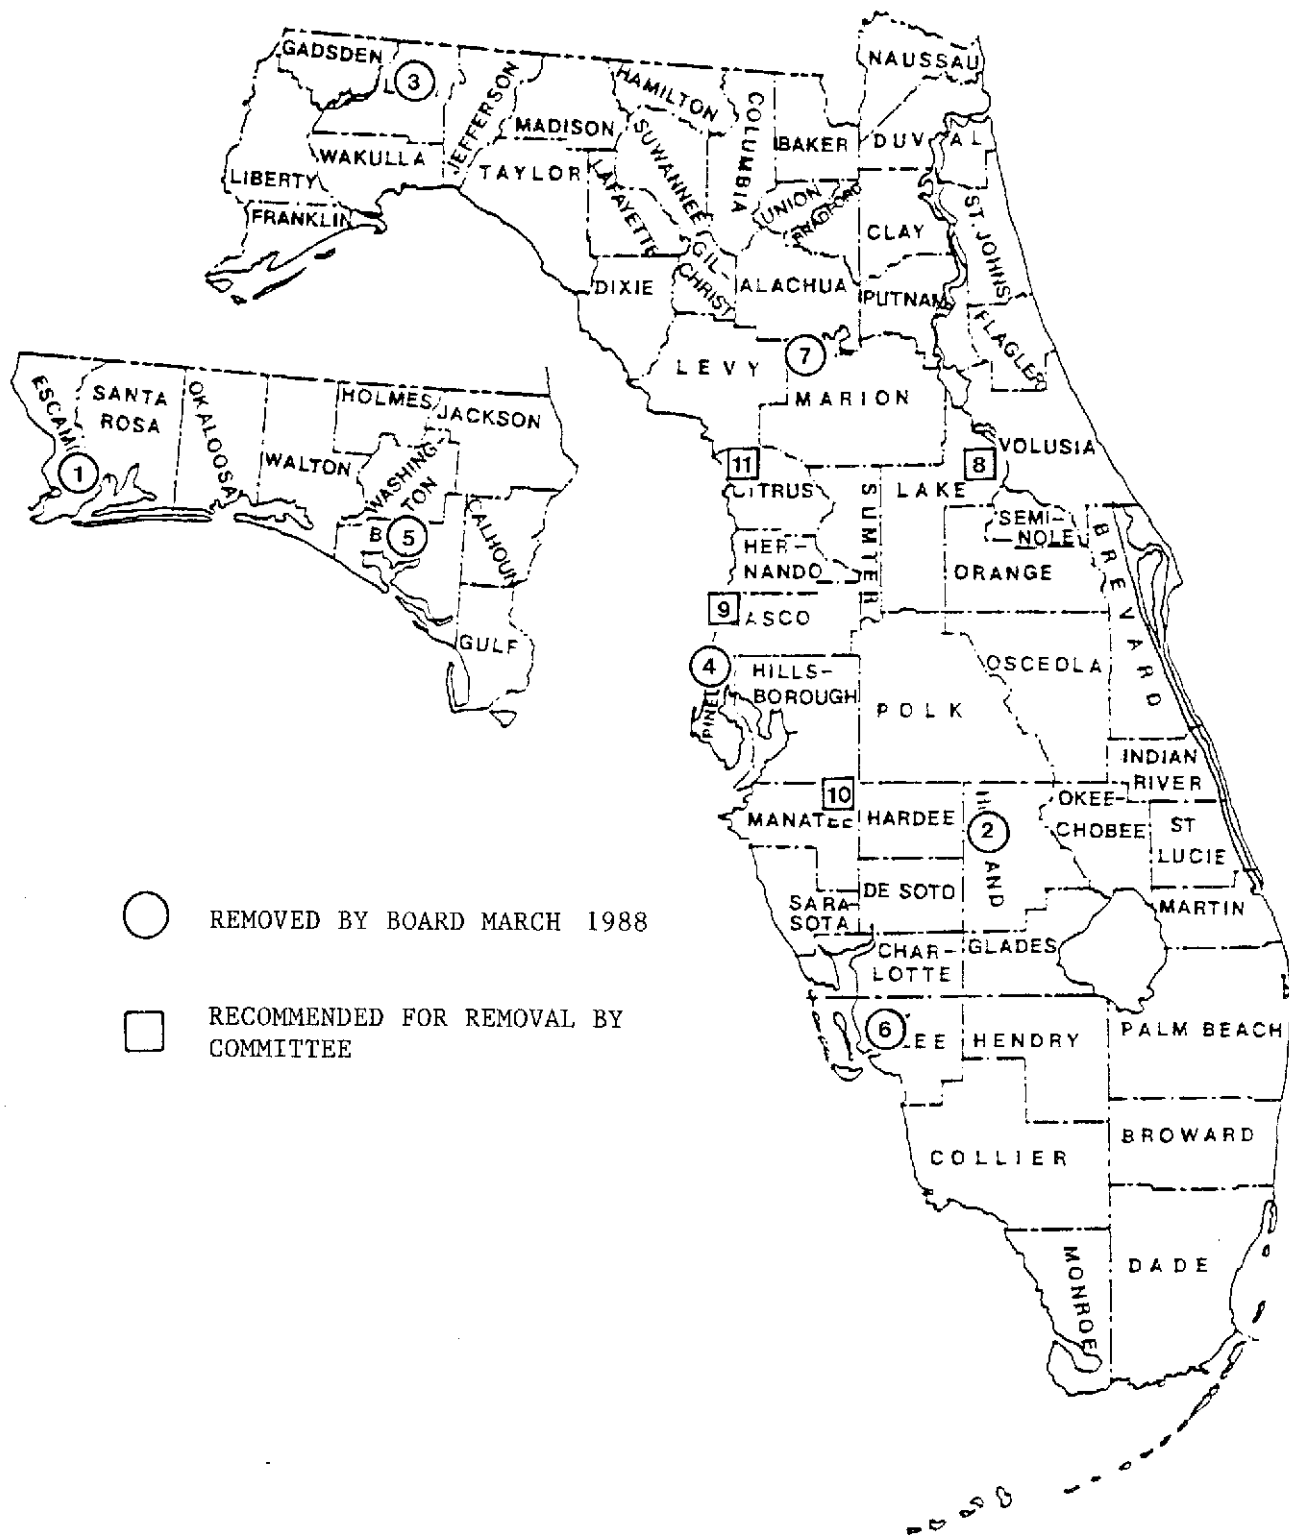 GADSDEN
3
L
JEFFERSON
MADISON
HAMILTON
COLUMBIA
BAKER
NAUSSAU
DUVAL
WAKULLA
TAYLOR
SUWANNEE
LAFAYETTE
UNION
BRADFORD
CLAY
ST. JOHNS
LIBERTY
FRANKLIN
DIXIE
GIL-
CHRIST
ALACHUA
PUTNAM
FLAGLER
LEVY
7
MARION
VOLUSIA
ESCAMI
1
SANTA
ROSA
OKALOOSA
WALTON
HOLMES
JACKSON
WASHING-
TON
B
5
CALHOUN
GULF
11
CITRUS
SUMTER
LAKE
8
SEMI-
NOLE
HER-
NANDO
ORANGE
BREVARD
9
ASCO
4
HILLS-
BOROUGH
PINEL
POLK
OSCEOLA
INDIAN
RIVER
10
MANATEE
HARDEE
HI
2
AND
OKEE-
CHOBEE
ST
LUCIE
SARA-
SOTA
DE SOTO
MARTIN
CHAR-
LOTTE
GLADES
6
LEE
HENDRY
PALM BEACH
COLLIER
BROWARD
MONROE
DADE
REMOVED BY BOARD MARCH 1988
RECOMMENDED FOR REMOVAL BY
COMMITTEE